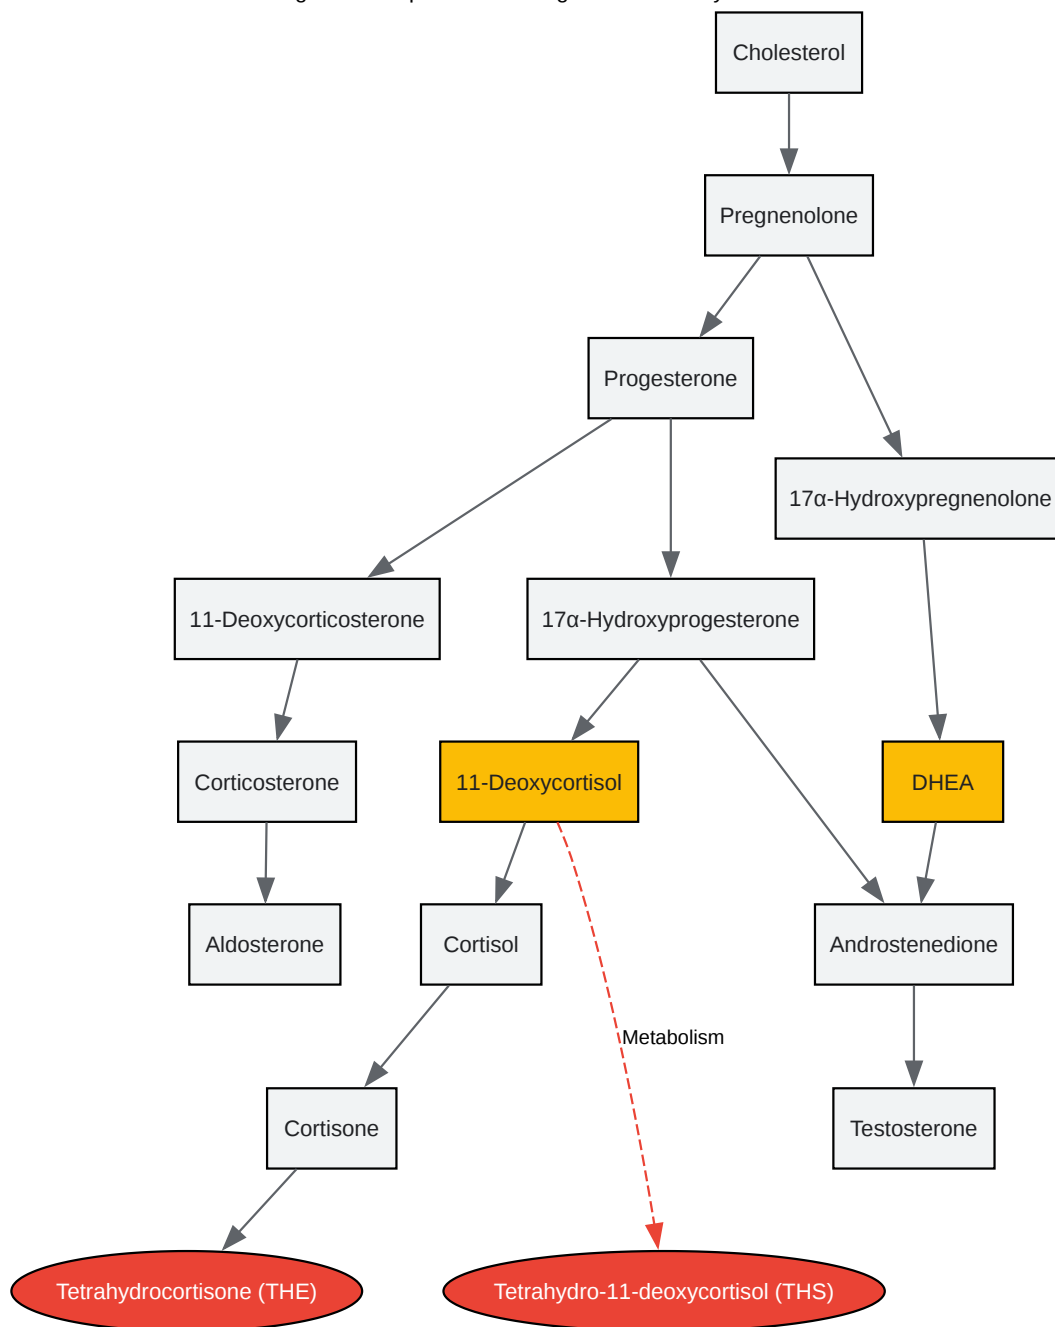 Cholesterol
Pregnenolone
Progesterone
17α-Hydroxypregnenolone
11-Deoxycorticosterone
17α-Hydroxyprogesterone
Corticosterone
11-Deoxycortisol
DHEA
Aldosterone
Cortisol
Androstenedione
Metabolism
Cortisone
Testosterone
Tetrahydrocortisone (THE)
Tetrahydro-11-deoxycortisol (THS)